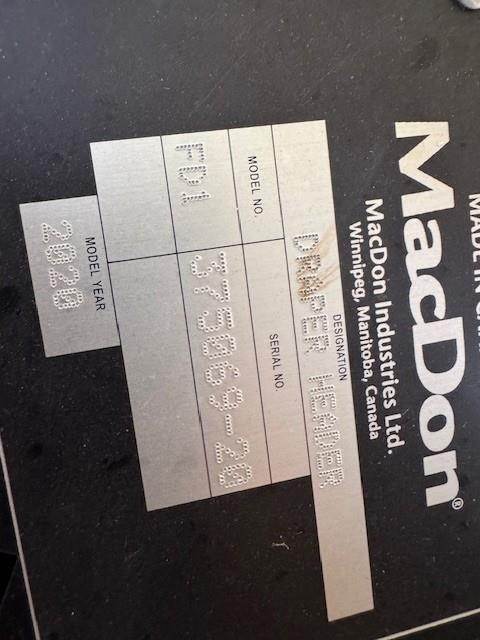 MADE IN
MacDon®
MacDon Industries Ltd.
Winnipeg, Manitoba, Canada
DESIGNATION
DRAPER HEADER
MODEL NO. SERIAL NO.
FD1 375069-20
MODEL YEAR
2020